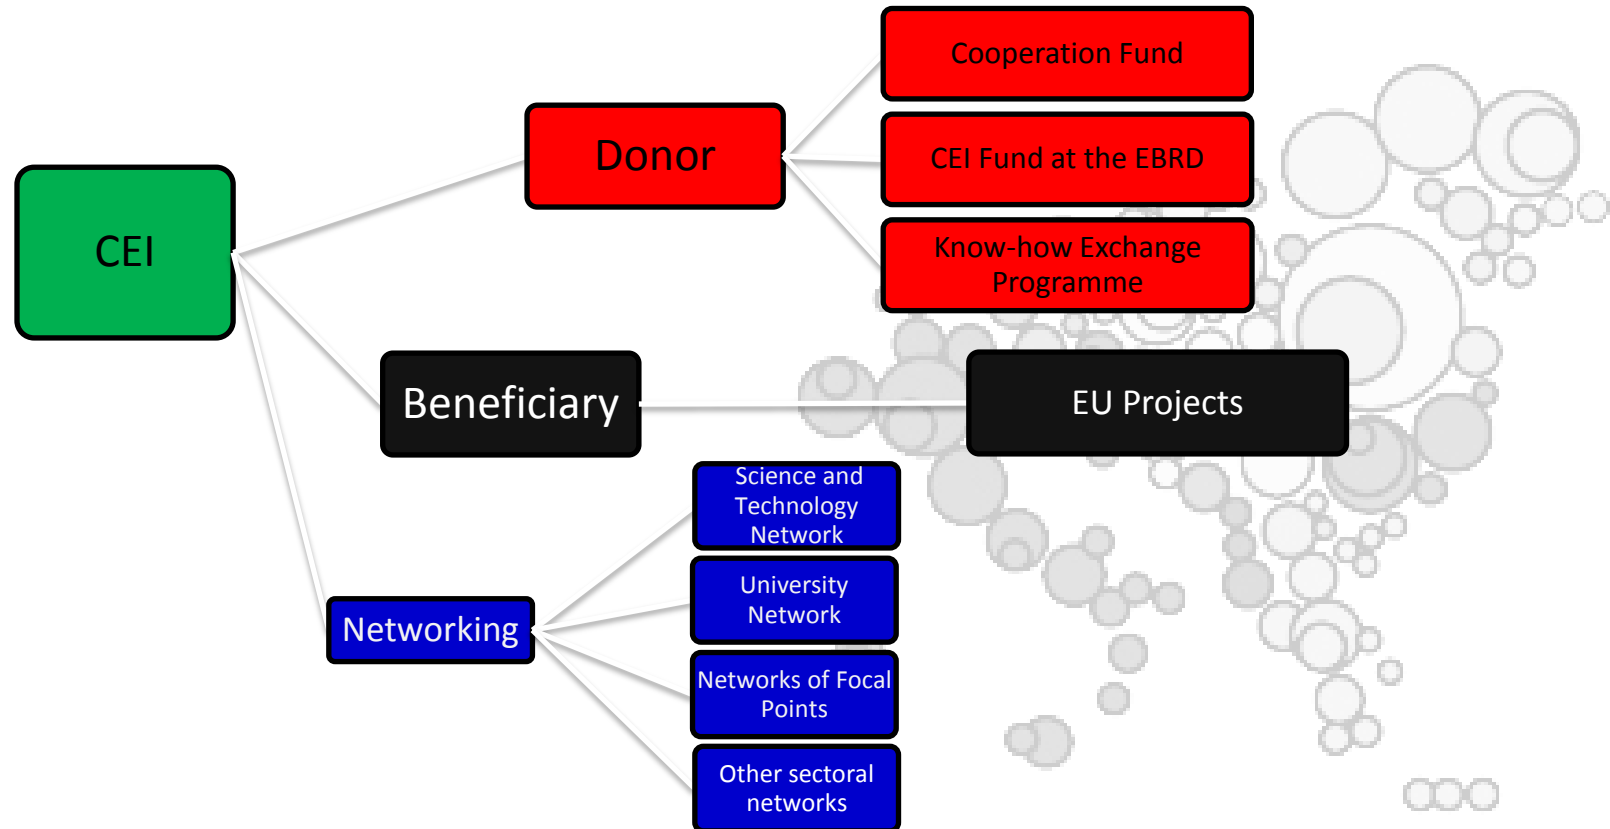 CEI
Donor
Cooperation Fund
CEI Fund at the EBRD
Know-how Exchange
Programme
Beneficiary
EU Projects
Networking
Science and
Technology
Network
University
Network
Networks of Focal
Points
Other sectoral
networks